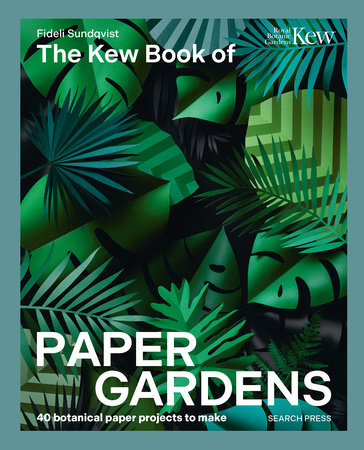 Fideli Sundqvist
The Kew Book of
Royal
Botanic
Gardens
Kew
PAPER
GARDENS
40 botanical paper projects to make
SEARCH PRESS